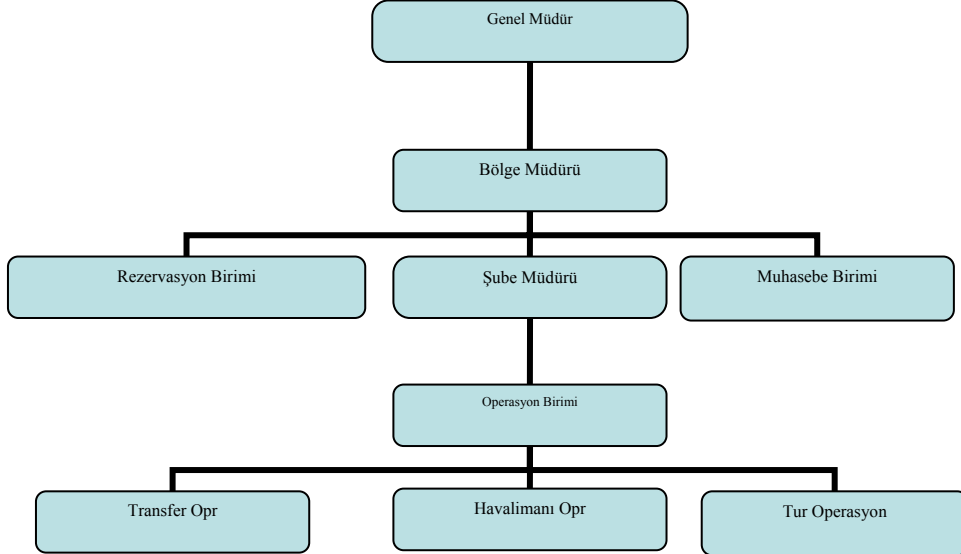 Genel Müdür
Bölge Müdürü
Rezervasyon Birimi
Şube Müdürü
Muhasebe Birimi
Operasyon Birimi
Transfer Opr
Havalimanı Opr
Tur Operasyon